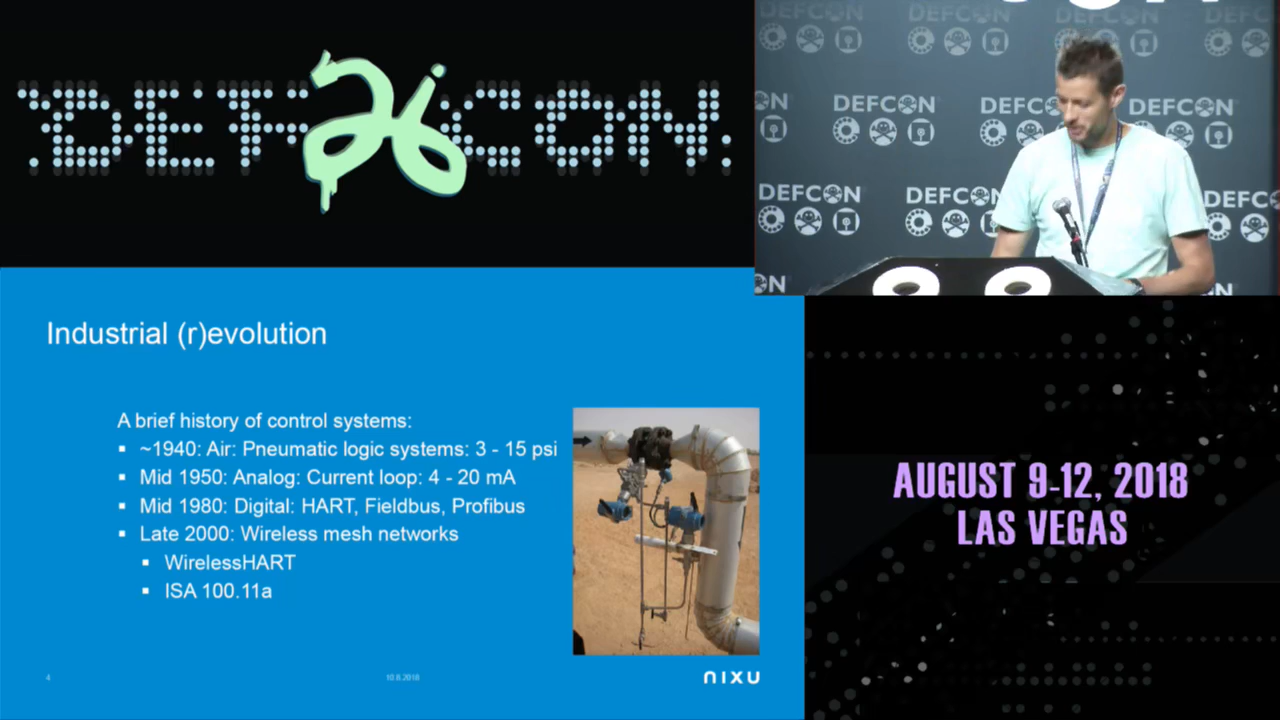 DEFCON
26
DEFCON DEFCON DEFCON
DEFCON DEFCON DEFCON
Industrial (r)evolution
A brief history of control systems:
▪ ~1940: Air: Pneumatic logic systems: 3 - 15 psi
▪ Mid 1950: Analog: Current loop: 4 - 20 mA
▪ Mid 1980: Digital: HART, Fieldbus, Profibus
▪ Late 2000: Wireless mesh networks
▪ WirelessHART
▪ ISA 100.11a
4
10.8.2018
nixu
AUGUST 9-12, 2018
LAS VEGAS